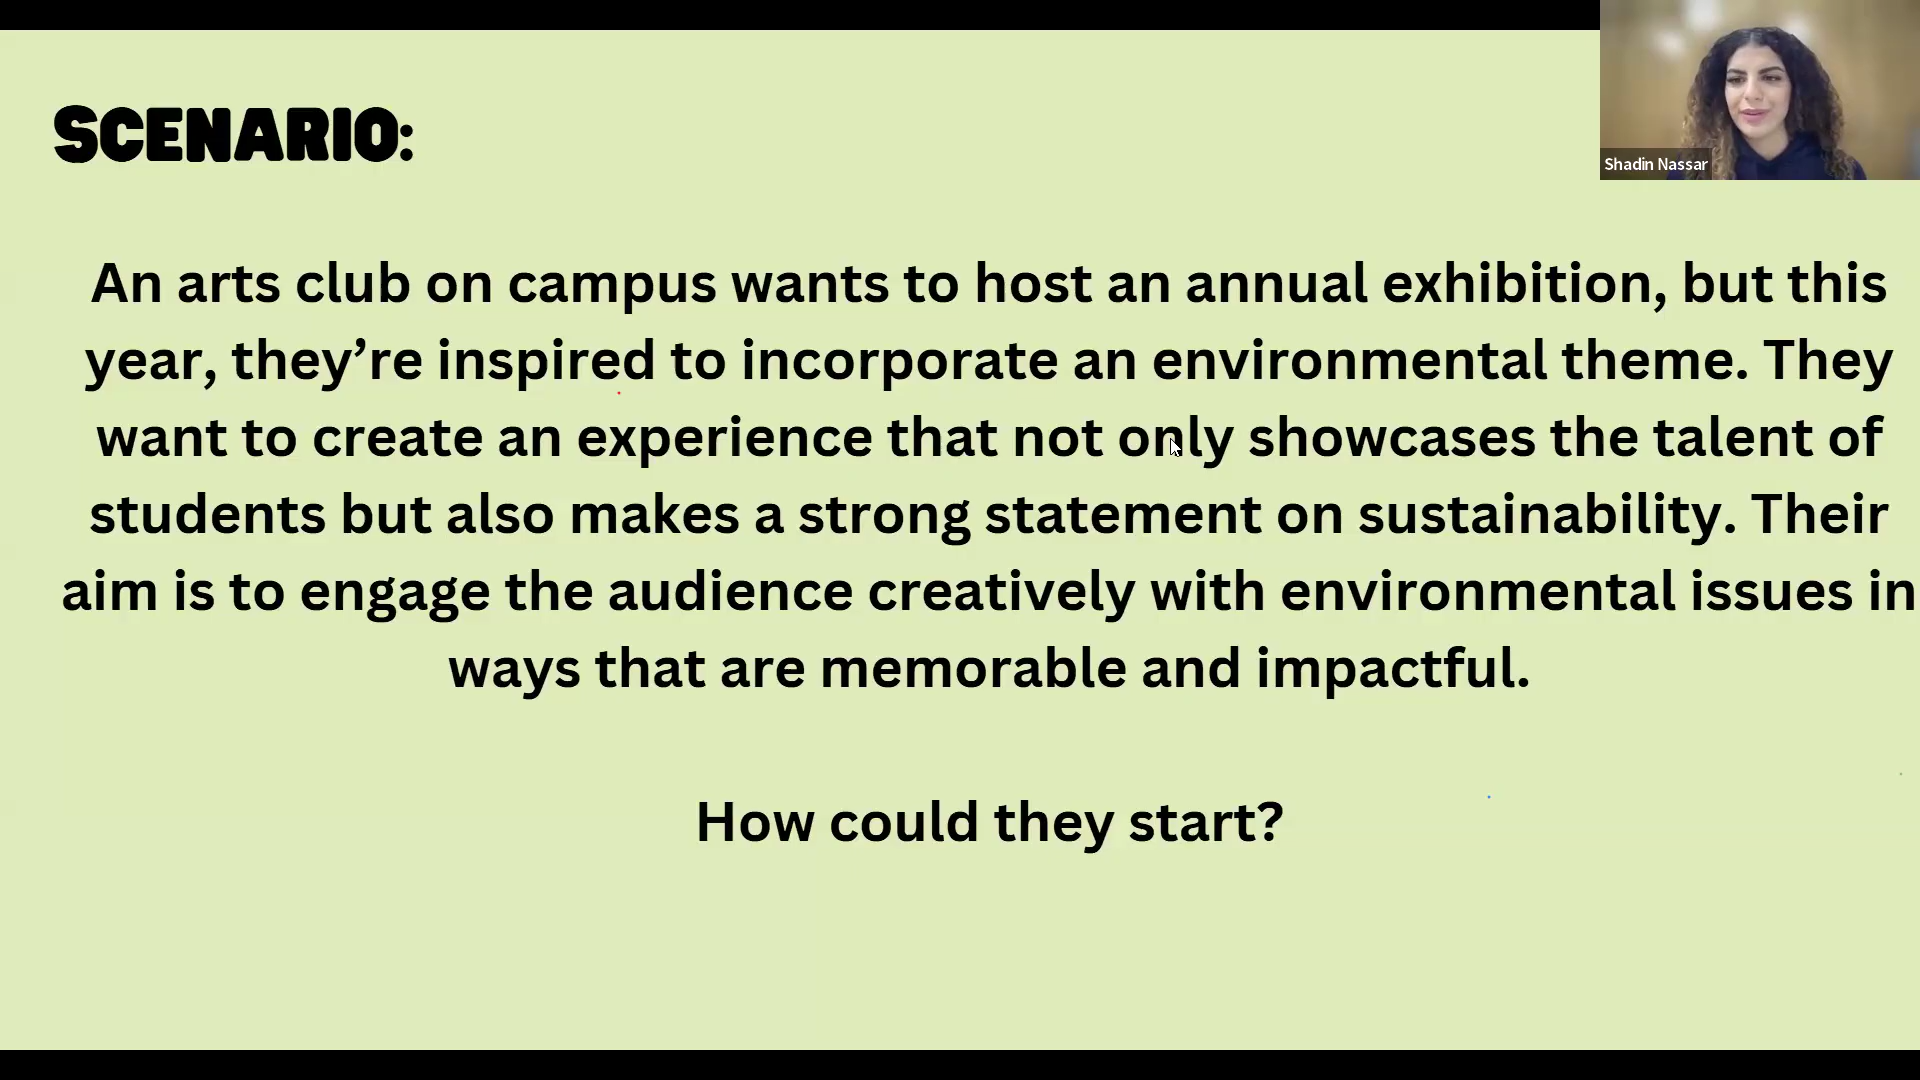 SCENARIO:
Shadin Nassar
An arts club on campus wants to host an annual exhibition, but this
year, they’re inspired to incorporate an environmental theme. They
want to create an experience that not only showcases the talent of
students but also makes a strong statement on sustainability. Their
aim is to engage the audience creatively with environmental issues in
ways that are memorable and impactful.
How could they start?